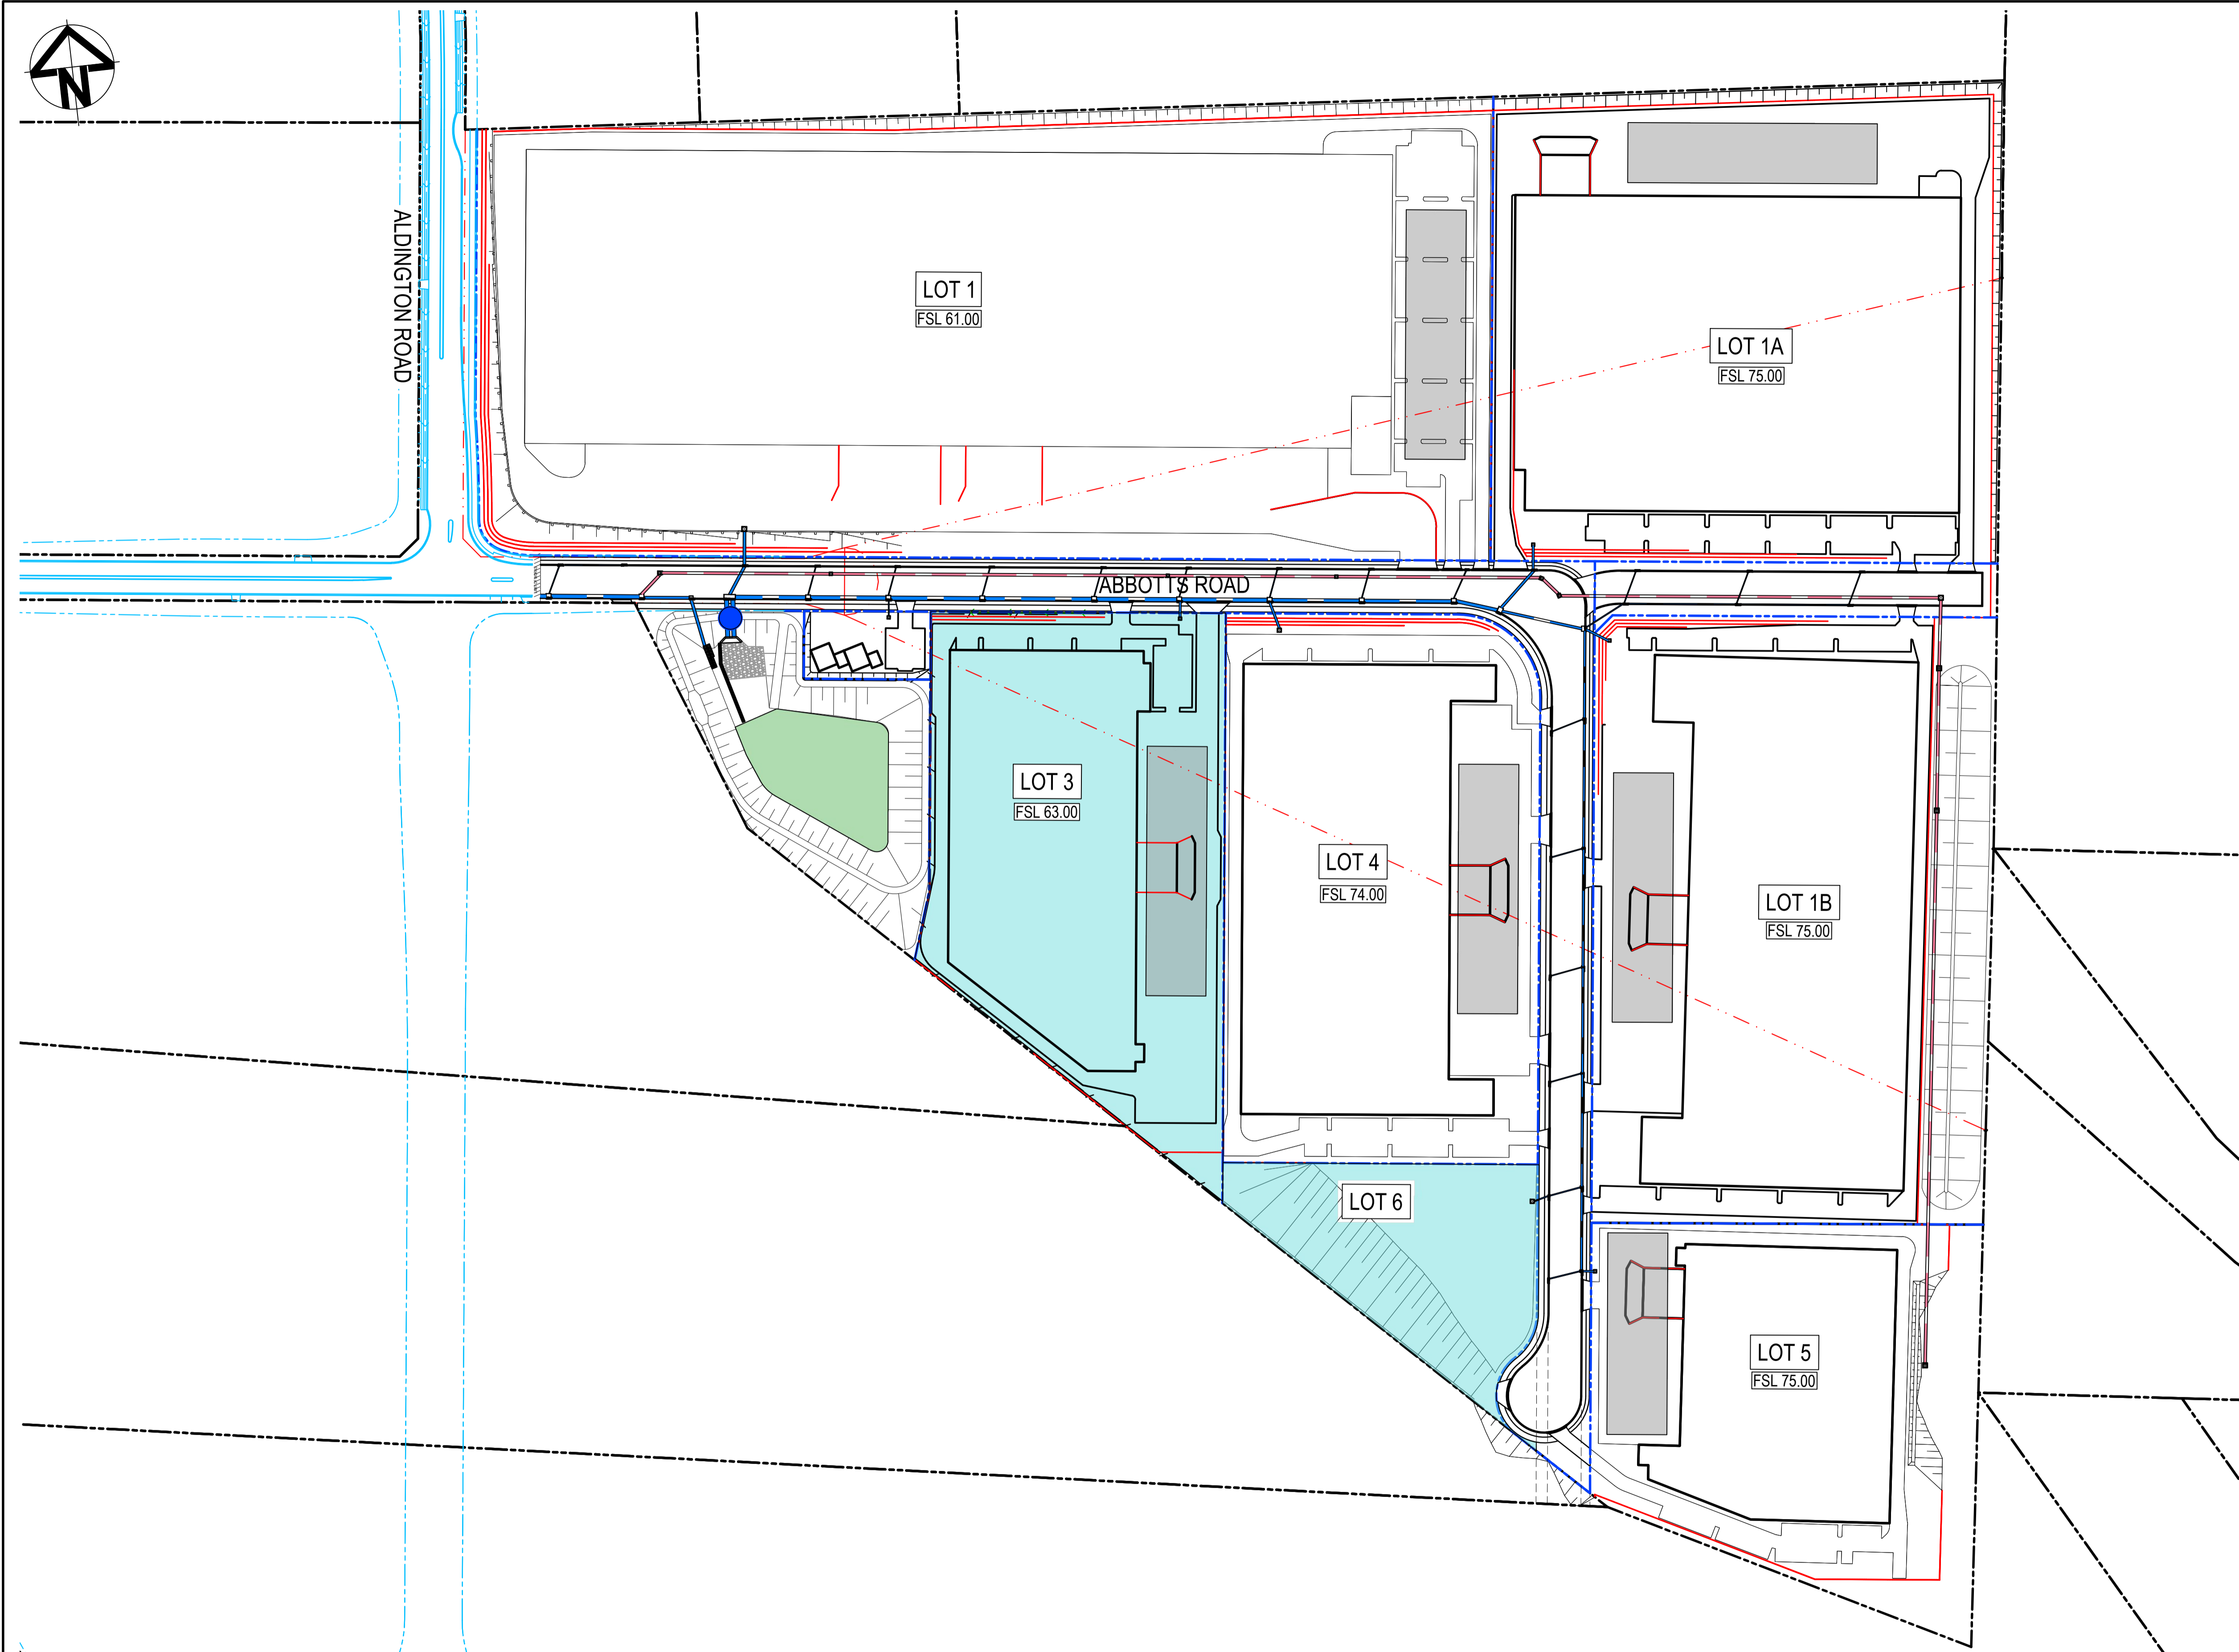 N
ALDINGTON ROAD
LOT 1
FSL 61.00
LOT 1A
FSL 75.00
ABBOTTS ROAD
LOT 3
FSL 63.00
LOT 4
FSL 74.00
LOT 1B
FSL 75.00
LOT 6
LOT 5
FSL 75.00